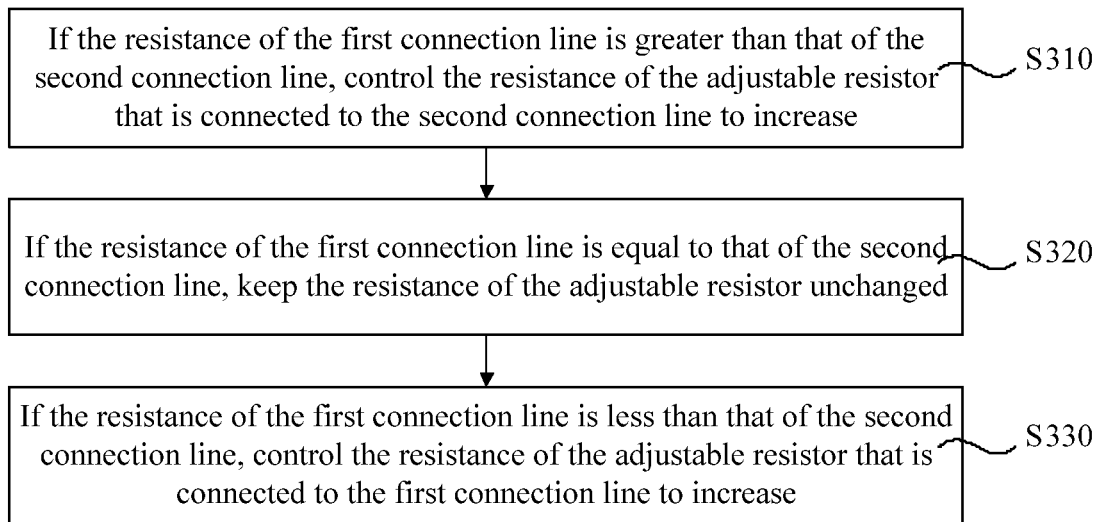 If the resistance of the first connection line is greater than that of the
second connection line, control the resistance of the adjustable resistor
that is connected to the second connection line to increase
S310
If the resistance of the first connection line is equal to that of the second
connection line, keep the resistance of the adjustable resistor unchanged
S320
If the resistance of the first connection line is less than that of the second
connection line, control the resistance of the adjustable resistor that is
connected to the first connection line to increase
S330